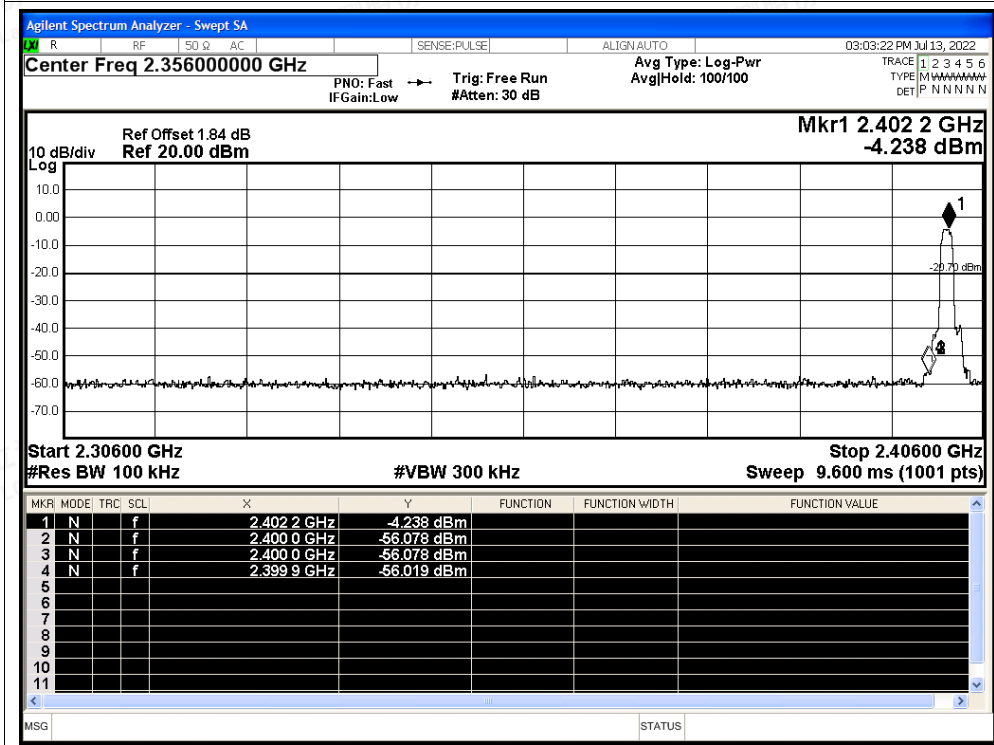 Agilent Spectrum Analyzer - Swept SA
LXI R RF 50 Ω AC SENSE:PULSE ALIGN AUTO 03:03:22 PM Jul 13, 2022
Center Freq 2.356000000 GHz
PNO: Fast
IFGain:Low
Trig: Free Run
#Atten: 30 dB
Avg Type: Log-Pwr
Avg|Hold: 100/100
TRACE 1 2 3 4 5 6
TYPE M WWWWW
DET P N N N N N
Ref Offset 1.84 dB
10 dB/div Ref 20.00 dBm
Log
Mkr1 2.402 2 GHz
-4.238 dBm
10.0
1
0.00
-10.0
-20.0
-30.0
-40.0
-50.0
-60.0
-70.0
Start 2.30600 GHz Stop 2.40600 GHz
#Res BW 100 kHz #VBW 300 kHz Sweep 9.600 ms (1001 pts)
MKR MODE TRC SCL X Y FUNCTION FUNCTION WIDTH FUNCTION VALUE
1 N f 2.402 2 GHz -4.238 dBm
2 N f 2.400 0 GHz -56.078 dBm
3 N f 2.400 0 GHz -56.078 dBm
4 N f 2.399 9 GHz -56.019 dBm
5
6
7
8
9
10
11
MSG STATUS